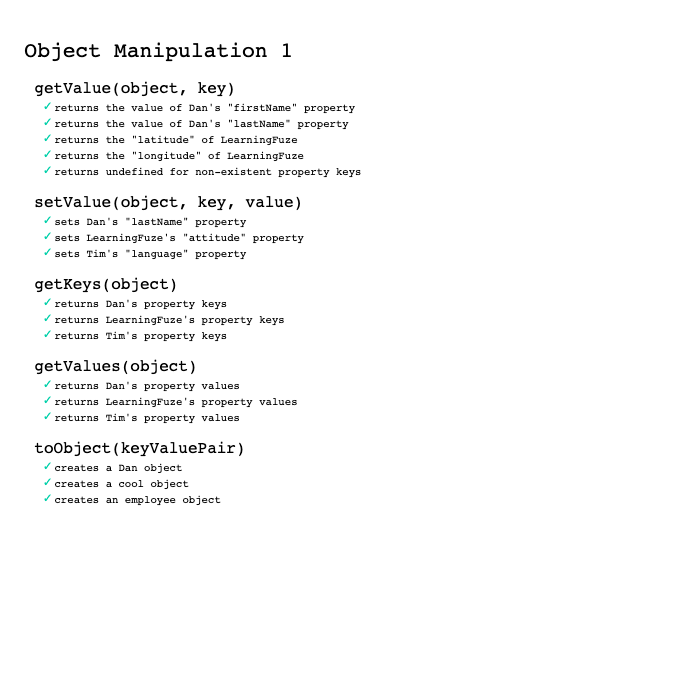 Object Manipulation 1
getValue(object, key)
✓ returns the value of Dan's "firstName" property
✓ returns the value of Dan's "lastName" property
✓ returns the "latitude" of LearningFuze
✓ returns the "longitude" of LearningFuze
✓ returns undefined for non-existent property keys
setValue(object, key, value)
✓ sets Dan's "lastName" property
✓ sets LearningFuze's "attitude" property
✓ sets Tim's "language" property
getKeys(object)
✓ returns Dan's property keys
✓ returns LearningFuze's property keys
✓ returns Tim's property keys
getValues(object)
✓ returns Dan's property values
✓ returns LearningFuze's property values
✓ returns Tim's property values
toObject(keyValuePair)
✓ creates a Dan object
✓ creates a cool object
✓ creates an employee object